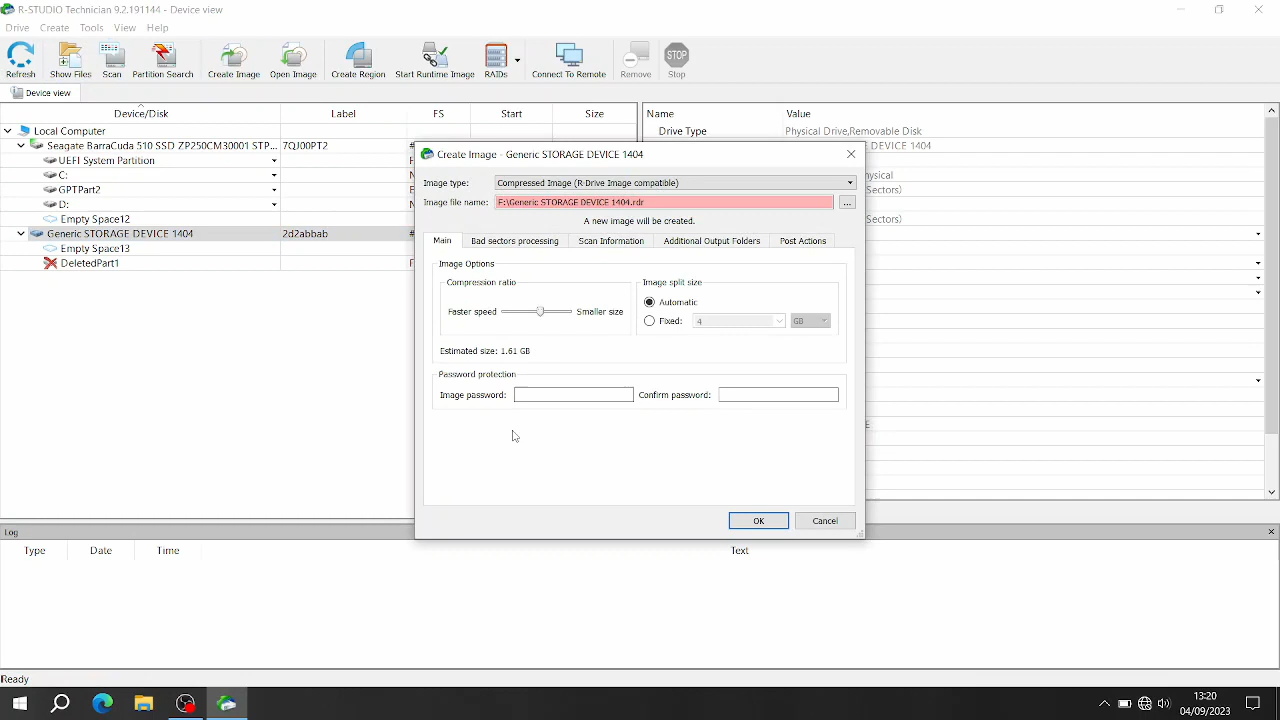 R-STUDIO Technician 9.2.191144 - Device view
Drive Create Tools View Help
Refresh Show Files Scan Partition Search Create Image Open Image Create Region Start Runtime Image RAIDs Connect To Remote Remove STOP Stop
Device view
Device/Disk Label FS Start Size Name Value
Local Computer Drive Type Physical Drive,Removable Disk
Seagate BarraCuda 510 SSD ZP250CM30001 STP... 7QJ00PT2 # DEVICE 1404
UEFI System Partition
C:
GPTPart2 Sectors)
D:
Empty Space12 Sectors)
Generic STORAGE DEVICE 1404 2d2abbab #
Empty Space13
DeletedPart1
Create Image - Generic STORAGE DEVICE 1404
Image type: Compressed Image (R-Drive Image compatible)
Image file name: E:\Generic STORAGE DEVICE 1404.rdr ...
A new image will be created.
Main Bad sectors processing Scan Information Additional Output Folders Post Actions
Image Options
Compression ratio Image split size
Faster speed Smaller size Automatic
Fixed: 4 GB
Estimated size: 1.61 GB
Password protection
Image password: Confirm password:
OK Cancel
Log
Type Date Time Text
Ready
13:20
04/09/2023